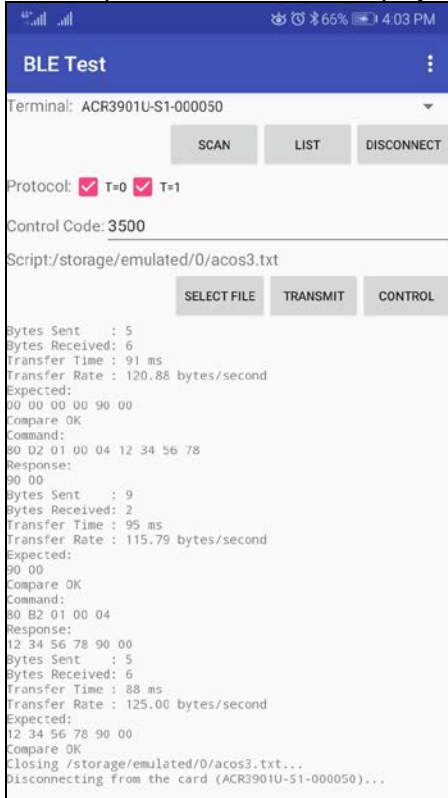 66% 4:03 PM
BLE Test
Terminal: ACR3901U-S1-000050
SCAN LIST DISCONNECT
Protocol: T=0 T=1
Control Code: 3500
Script:/storage/emulated/0/acos3.txt
SELECT FILE TRANSMIT CONTROL
Bytes Sent : 5
Bytes Received: 6
Transfer Time : 91 ms
Transfer Rate : 120.88 bytes/second
Expected:
00 00 00 00 90 00
Compare OK
Command:
80 D2 01 00 04 12 34 56 78
Response:
90 00
Bytes Sent : 9
Bytes Received: 2
Transfer Time : 95 ms
Transfer Rate : 115.79 bytes/second
Expected:
90 00
Compare OK
Command:
80 B2 01 00 04
Response:
12 34 56 78 90 00
Bytes Sent : 5
Bytes Received: 6
Transfer Time : 88 ms
Transfer Rate : 125.00 bytes/second
Expected:
12 34 56 78 90 00
Compare OK
Closing /storage/emulated/0/acos3.txt...
Disconnecting from the card (ACR3901U-S1-000050)...